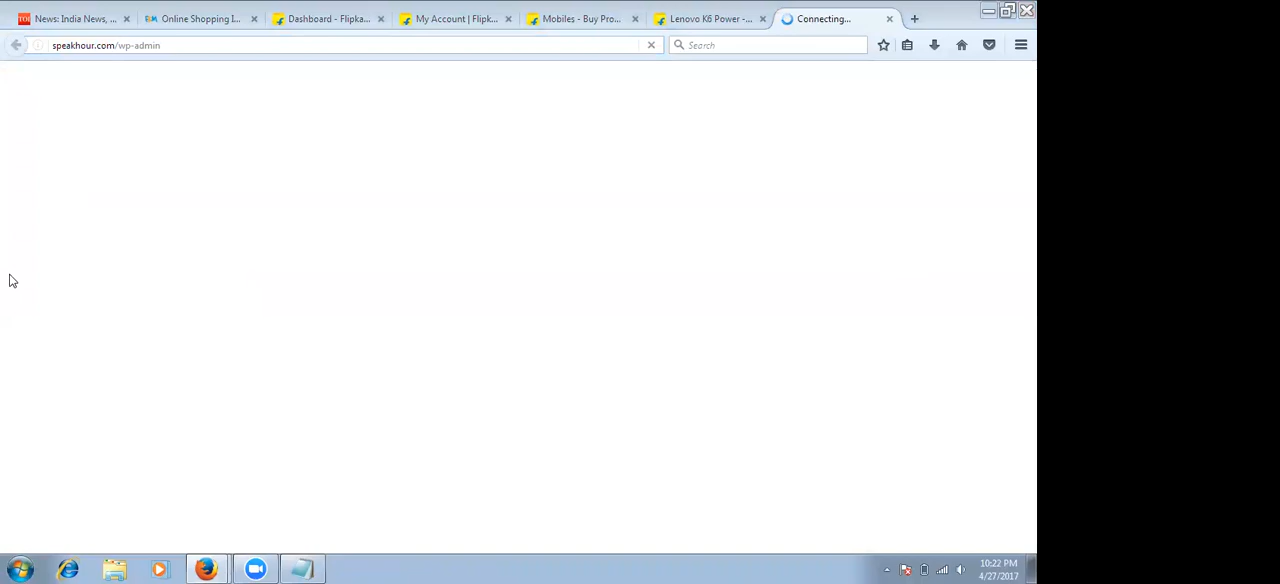 News: India News, ...
Online Shopping I...
Dashboard - Flipka...
My Account | Flipk...
Mobiles - Buy Pro...
Lenovo K6 Power -...
Connecting...
speakhour.com/wp-admin
Search
10:22 PM
4/27/2017